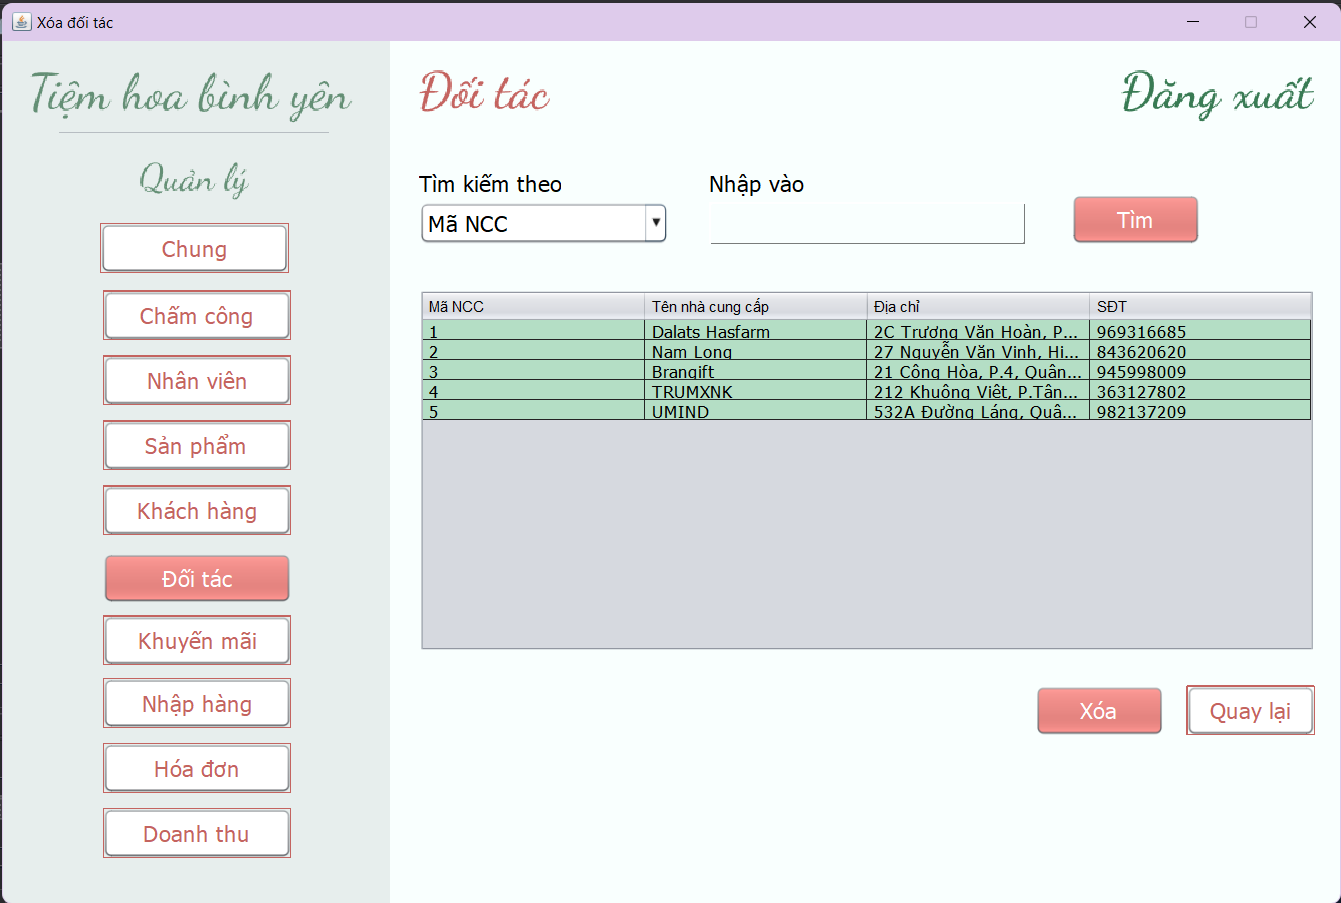 Xóa đối tác
Tiệm hoa bình yên
Quản lý
Chung
Chấm công
Nhân viên
Sản phẩm
Khách hàng
Đối tác
Khuyến mãi
Nhập hàng
Hóa đơn
Doanh thu
Đối tác
Đăng xuất
Tìm kiếm theo
Nhập vào
Mã NCC
Tìm
Mã NCC Tên nhà cung cấp Địa chỉ SĐT
1 Dalats Hasfarm 2C Trương Văn Hoàn, P... 969316685
2 Nam Long 27 Nguyễn Văn Vinh, Hi... 843620620
3 Brangift 21 Cộng Hòa, P.4, Quân... 945998009
4 TRUMXNK 212 Khuông Việt, P.Tân... 363127802
5 UMIND 532A Đường Láng, Quâ... 982137209
Xóa
Quay lại